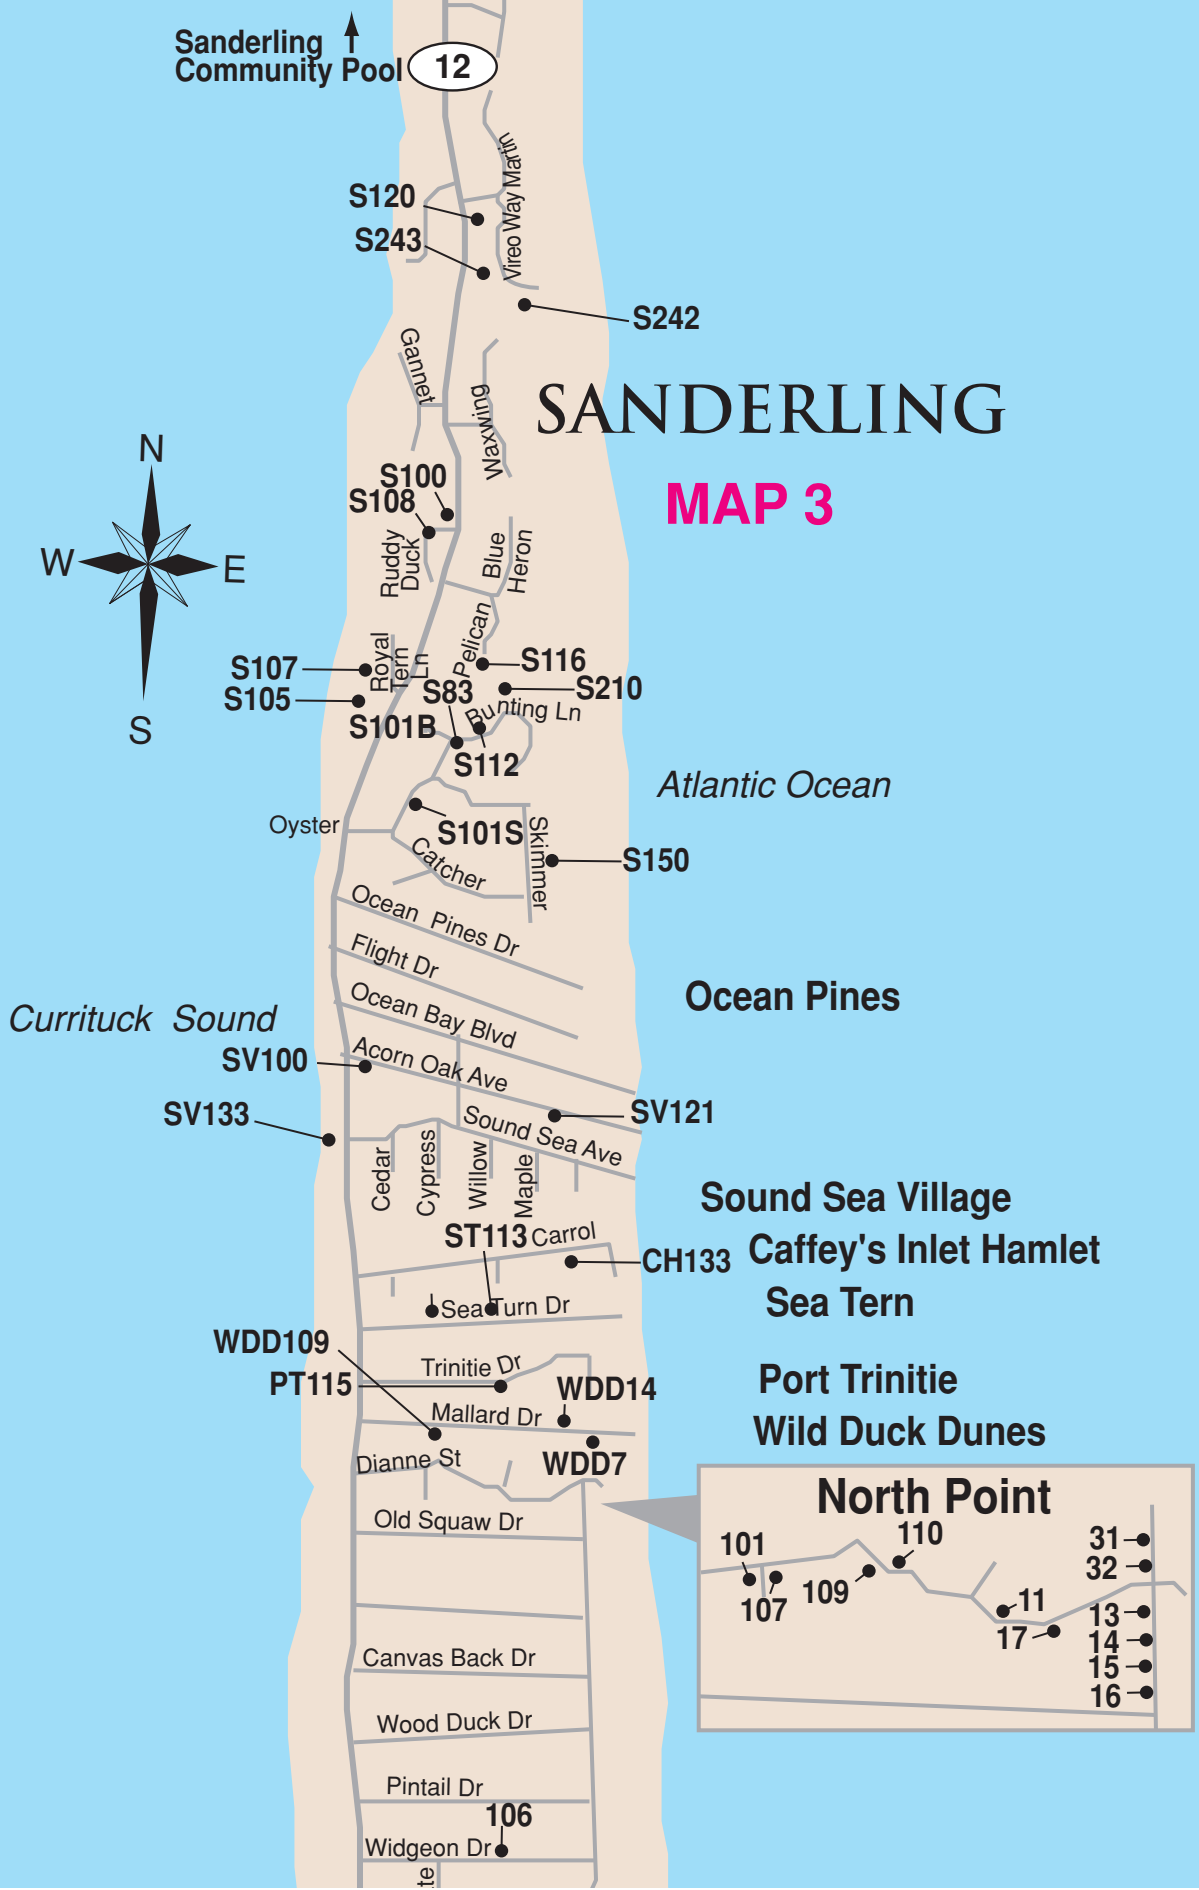 Sanderling
Community Pool
12
Martin
Vireo Way
S120
S243
S242
Gannet
Waxwing
SANDERLING
MAP 3
N
W
E
S
S100
S108
Ruddy
Duck
Blue
Heron
Pelican
Royal
Tern
Ln
S107
S105
S116
S210
S83
Bunting Ln
S101B
S112
Atlantic Ocean
Oyster
S101S
Catcher
Skimmer
S150
Ocean Pines Dr
Flight Dr
Ocean Pines
Ocean Bay Blvd
Currituck Sound
Acorn Oak Ave
SV100
SV133
SV121
Sound Sea Ave
Cedar
Cypress
Willow
Maple
Sound Sea Village
ST113
Carrol
CH133
Caffey's Inlet Hamlet
Sea Tern
Sea Turn Dr
WDD109
Trinitie Dr
PT115
WDD14
Port Trinitie
Mallard Dr
Wild Duck Dunes
Dianne St
WDD7
North Point
101
107
109
110
11
17
31
32
13
14
15
16
Old Squaw Dr
Canvas Back Dr
Wood Duck Dr
Pintail Dr
106
Widgeon Dr
te